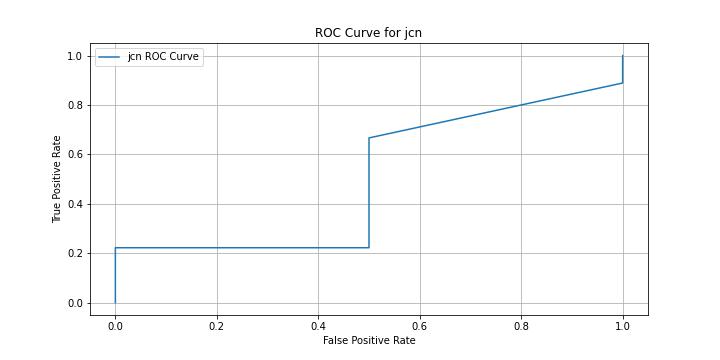 ROC Curve for jcn
jcn ROC Curve
True Positive Rate
1.0
0.8
0.6
0.4
0.2
0.0
0.0 0.2 0.4 0.6 0.8 1.0
False Positive Rate